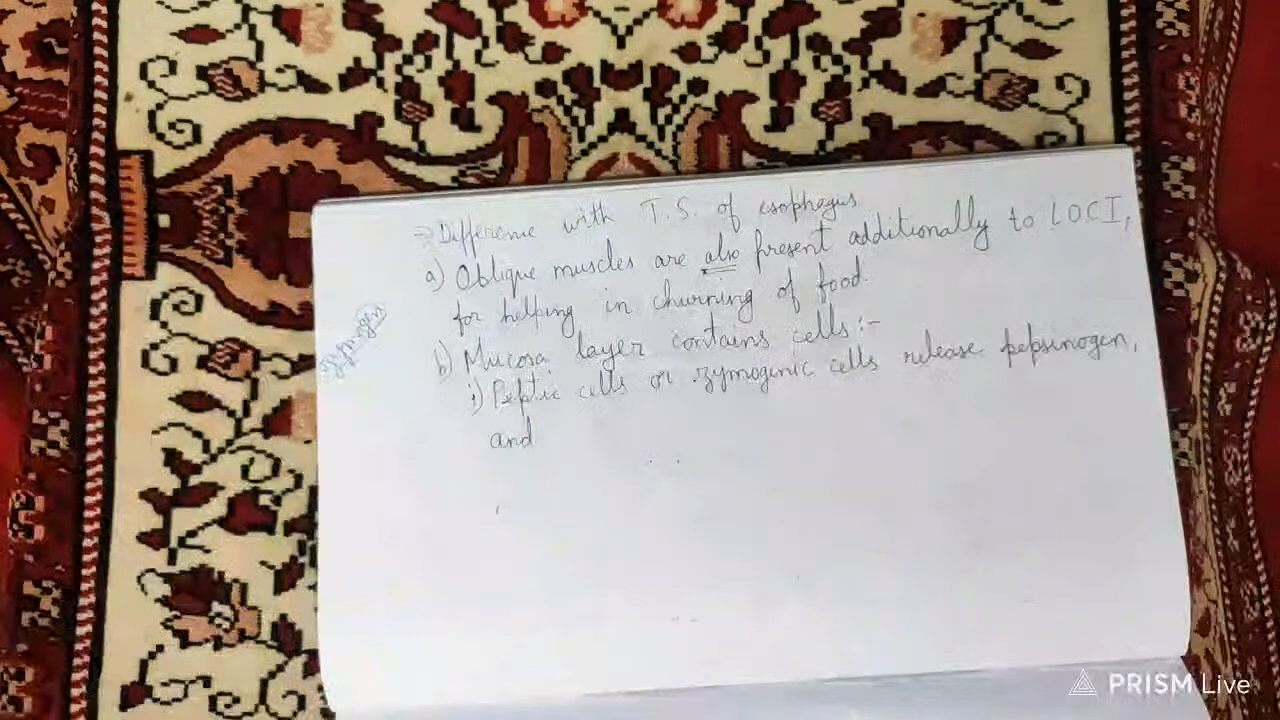 ⇒ Difference with T.S. of esophagus
a) Oblique muscles are also present additionally to LOCI,
for helping in churning of food.
b) Mucosa layer contains cells:-
i) Peptic cells or zymogenic cells release pepsinogen,
and
PRISM Live